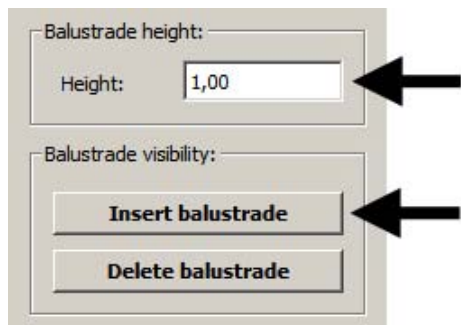 Balustrade height:
Height: 1,00
Balustrade visibility:
Insert balustrade
Delete balustrade